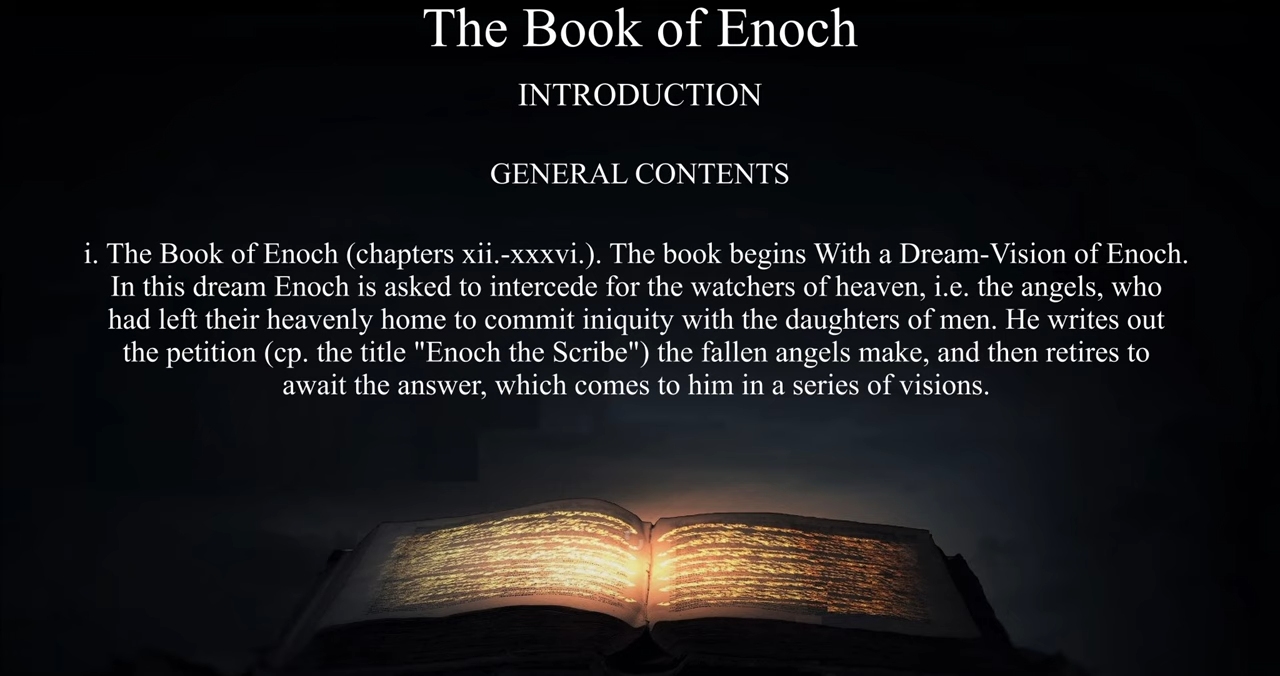 The Book of Enoch
INTRODUCTION
GENERAL CONTENTS
i. The Book of Enoch (chapters xii.-xxxvi.). The book begins With a Dream-Vision of Enoch.
In this dream Enoch is asked to intercede for the watchers of heaven, i.e. the angels, who
had left their heavenly home to commit iniquity with the daughters of men. He writes out
the petition (cp. the title "Enoch the Scribe") the fallen angels make, and then retires to
await the answer, which comes to him in a series of visions.